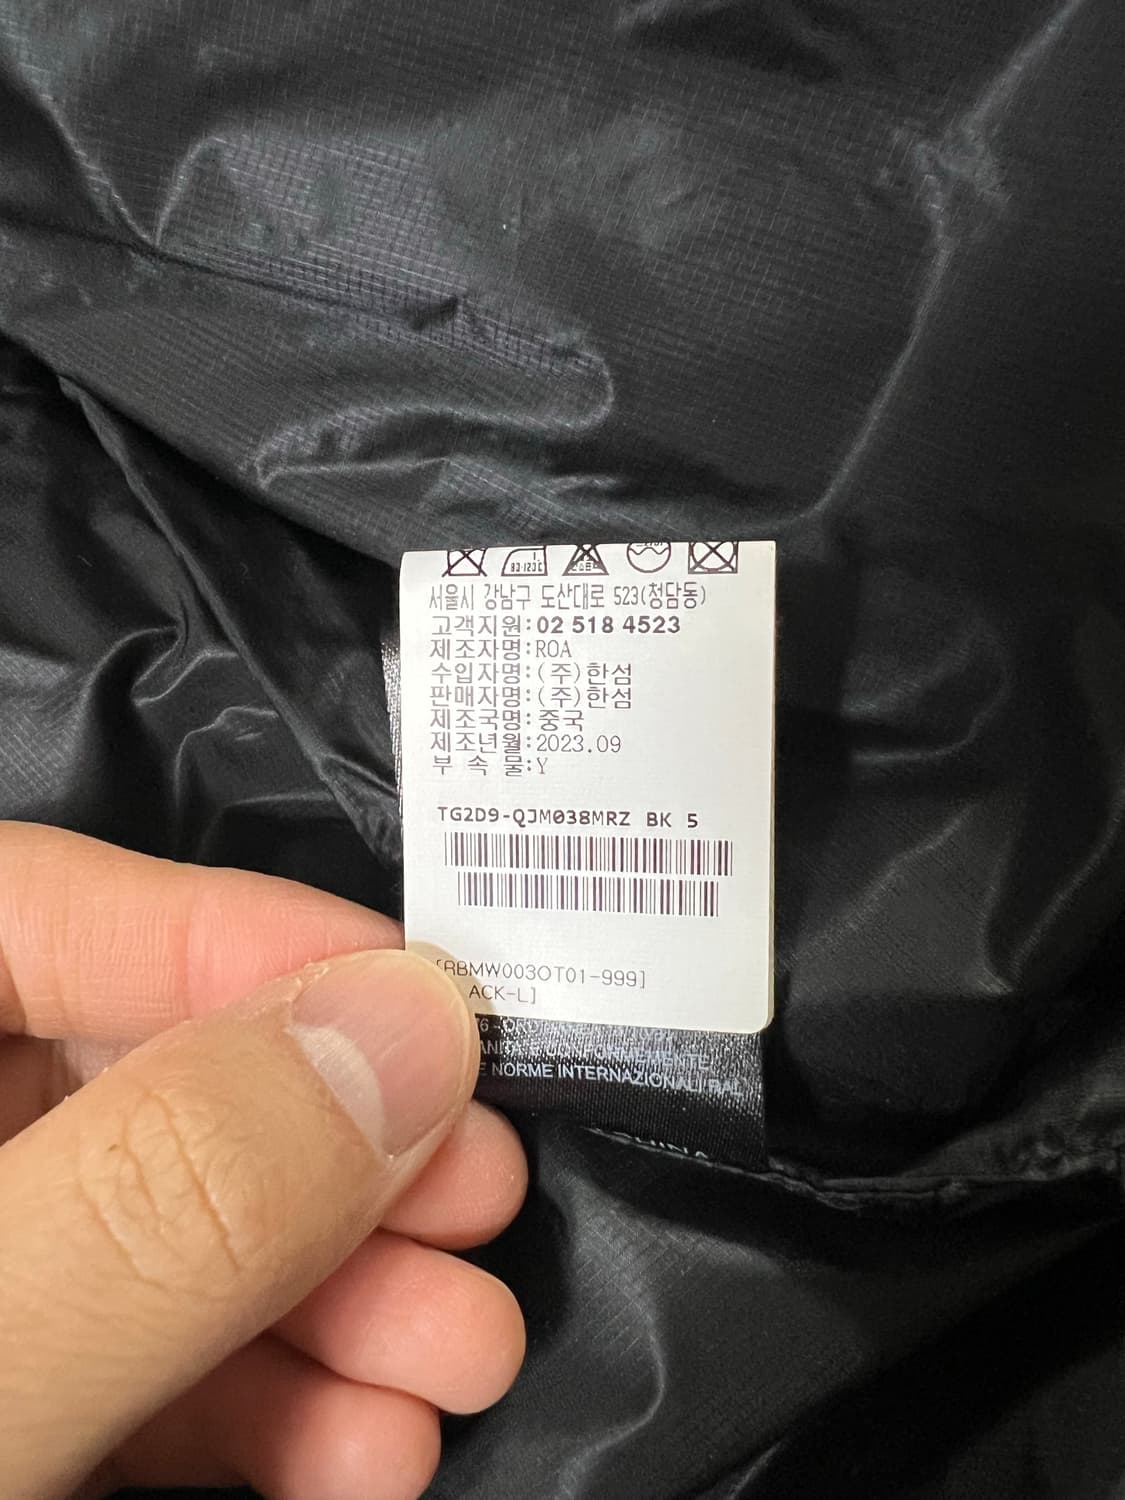 80-120℃
서울시 강남구 도산대로 523(청담동)
고객지원:02 518 4523
제조자명:ROA
수입자명:(주)한섬
판매자명:(주)한섬
제조국명:중국
제조년월:2023.09
부 속 물:Y
TG2D9-QJM038MRZ BK 5
[RBMW003OT01-999]
ACK-L]
NORME INTERNAZIONALI RAL